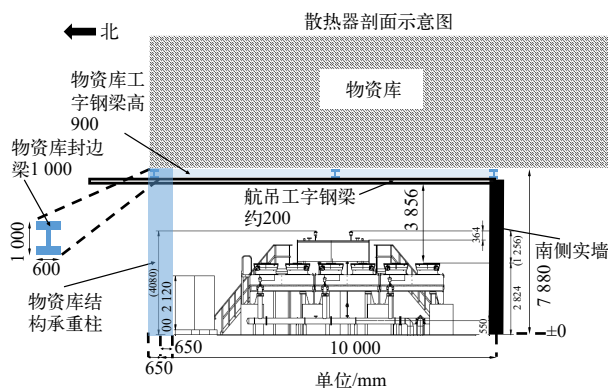 散热器剖面示意图
北
物资库
物资库工
字钢梁高
900
物资库封边
梁1 000
航吊工字钢梁
约200
3 856
364
(1 256)
7 880
南侧实墙
1 000
600
(4080)
2 120
00
物资库结
构承重柱
550
2 824
±0
650
650
10 000
单位/mm